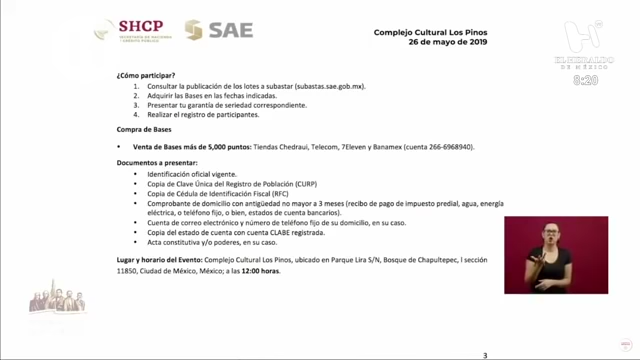 SHCP
SECRETARÍA DE HACIENDA
Y CRÉDITO PÚBLICO
SAE
Complejo Cultural Los Pinos
26 de mayo de 2019
EL HERALDO
DE MÉXICO
8:20
¿Cómo participar?
1. Consultar la publicación de los lotes a subastar (subastas.sae.gob.mx).
2. Adquirir las Bases en las fechas indicadas.
3. Presentar tu garantía de seriedad correspondiente.
4. Realizar el registro de participantes.
Compra de Bases
• Venta de Bases más de 5,000 puntos: Tiendas Chedraui, Telecom, 7Eleven y Banamex (cuenta 266-6968940).
Documentos a presentar:
• Identificación oficial vigente.
• Copia de Clave Única del Registro de Población (CURP)
• Copia de Cédula de Identificación Fiscal (RFC)
• Comprobante de domicilio con antigüedad no mayor a 3 meses (recibo de pago de impuesto predial, agua, energía
eléctrica, o teléfono fijo, o bien, estados de cuenta bancarios).
• Cuenta de correo electrónico y número de teléfono fijo de su domicilio, en su caso.
• Copia del estado de cuenta con cuenta CLABE registrada.
• Acta constitutiva y/o poderes, en su caso.
Lugar y horario del Evento: Complejo Cultural Los Pinos, ubicado en Parque Lira S/N, Bosque de Chapultepec, I sección
11850, Ciudad de México, México; a las 12:00 horas.
3